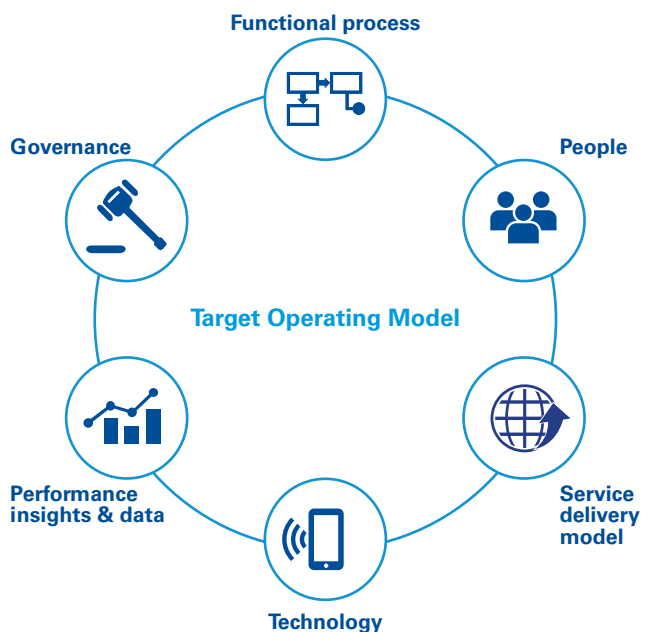 Functional process
Governance
People
Target Operating Model
Performance
insights & data
Service
delivery
model
Technology